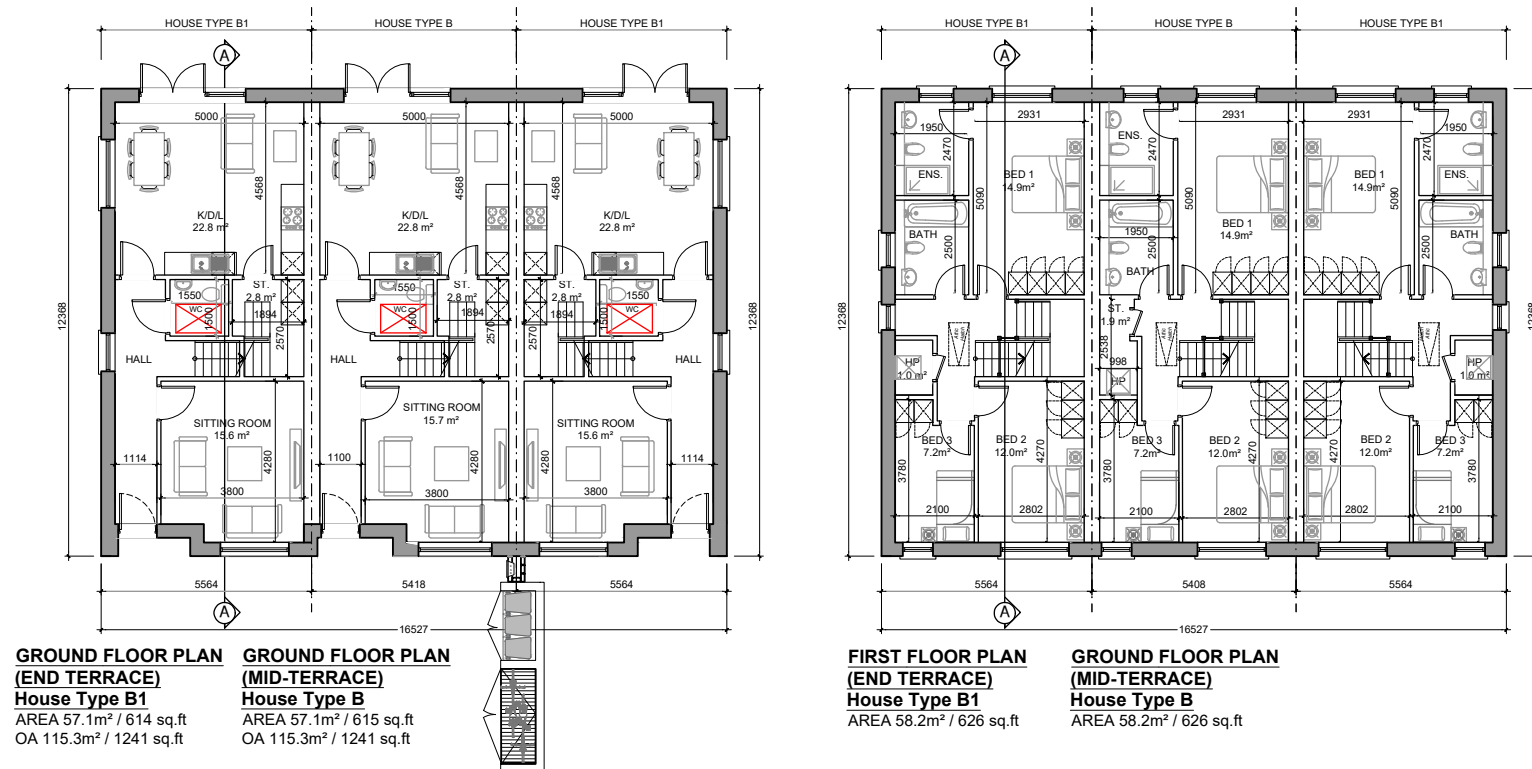 HOUSE TYPE B1
HOUSE TYPE B
HOUSE TYPE B1
A
5000
5000
5000
4568
4568
4568
K/D/L
22.8 m²
K/D/L
22.8 m²
K/D/L
22.8 m²
12368
12368
1550
WC
1500
ST.
2.8 m²
1894
2570
1550
WC
1500
ST.
2.8 m²
1894
2570
ST.
2.8 m²
1894
2570
1550
WC
1500
HALL
HALL
HALL
SITTING ROOM
15.6 m²
SITTING ROOM
15.7 m²
SITTING ROOM
15.6 m²
4280
4280
4280
1114
1100
1114
3800
3800
3800
5564
5418
5564
A
16527
GROUND FLOOR PLAN
(END TERRACE)
House Type B1
AREA 57.1m² / 614 sq.ft
OA 115.3m² / 1241 sq.ft
GROUND FLOOR PLAN
(MID-TERRACE)
House Type B
AREA 57.1m² / 615 sq.ft
OA 115.3m² / 1241 sq.ft
HOUSE TYPE B1
HOUSE TYPE B
HOUSE TYPE B1
A
2931
2931
2931
1950
2470
ENS.
2470
ENS.
1950
2470
ENS.
BED 1
14.9m²
BED 1
14.9m²
BED 1
14.9m²
5090
5090
5090
BATH
2500
1950
2500
BATH
BATH
2500
12368
12368
ST.
1.9 m²
2538
998
HP
1.0 m²
HP
HP
1.0 m²
BED 3
7.2m²
BED 2
12.0m²
BED 3
7.2m²
BED 2
12.0m²
BED 2
12.0m²
BED 3
7.2m²
3780
4270
3780
4270
4270
3780
2100
2802
2100
2802
2802
2100
5564
5408
5564
A
16527
FIRST FLOOR PLAN
(END TERRACE)
House Type B1
AREA 58.2m² / 626 sq.ft
GROUND FLOOR PLAN
(MID-TERRACE)
House Type B
AREA 58.2m² / 626 sq.ft